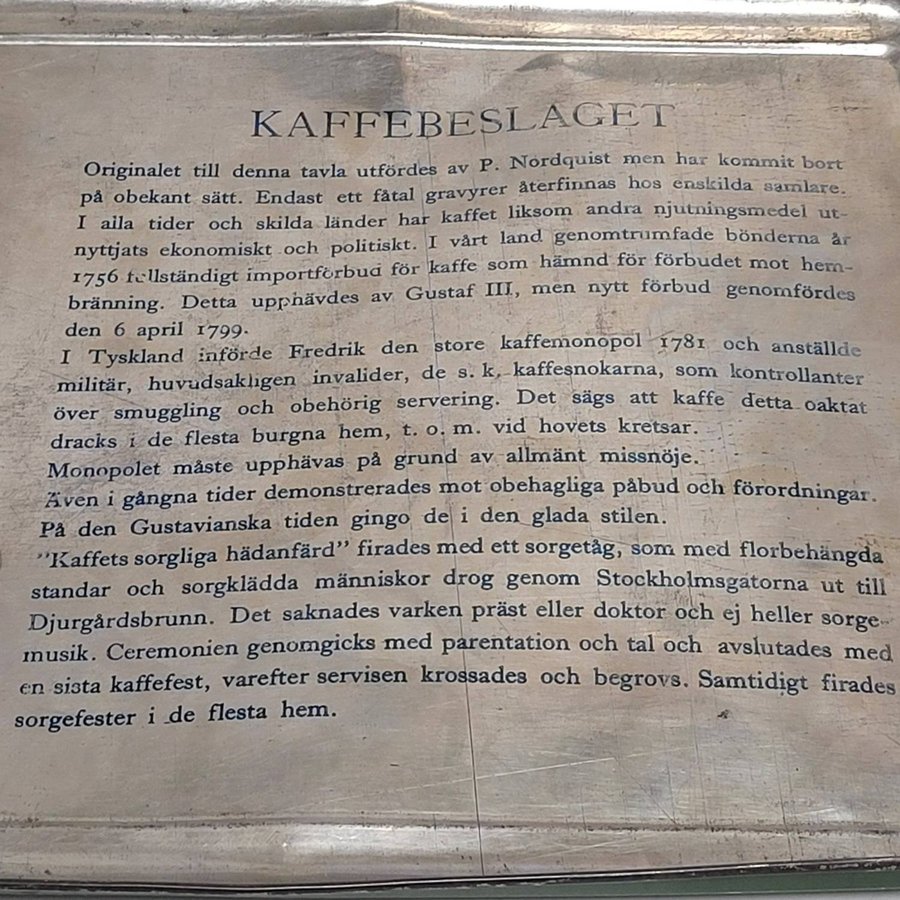 KAFFEBESLAGET
Originalet till denna tavla utfördes av P. Nordquist men har kommit bort
på obekant sätt. Endast ett fåtal gravyrer återfinnas hos enskilda samlare.
I alla tider och skilda länder har kaffet liksom andra njutningsmedel ut-
nyttjats ekonomiskt och politiskt. I vårt land genomtrumfade bönderna år
1756 fullständigt importförbud för kaffe som hämnd för förbudet mot hem-
bränning. Detta upphävdes av Gustaf III, men nytt förbud genomfördes
den 6 april 1799.
I Tyskland införde Fredrik den store kaffemonopol 1781 och anställde
militär, huvudsakligen invalider, de s. k. kaffesnokarna, som kontrollanter
över smuggling och obehörig servering. Det sägs att kaffe detta oaktat
dracks i de flesta burgna hem, t. o. m. vid hovets kretsar.
Monopolet måste upphävas på grund av allmänt missnöje.
Även i gångna tider demonstrerades mot obehagliga påbud och förordningar.
På den Gustavianska tiden gingo de i den glada stilen.
"Kaffets sorgliga hädanfärd" firades med ett sorgetåg, som med florbehängda
standar och sorgklädda människor drog genom Stockholmsgatorna ut till
Djurgårdsbrunn. Det saknades varken präst eller doktor och ej heller sorge-
musik. Ceremonien genomgicks med parentation och tal och avslutades med
en sista kaffefest, varefter servisen krossades och begrovs. Samtidigt firades
sorgefester i de flesta hem.